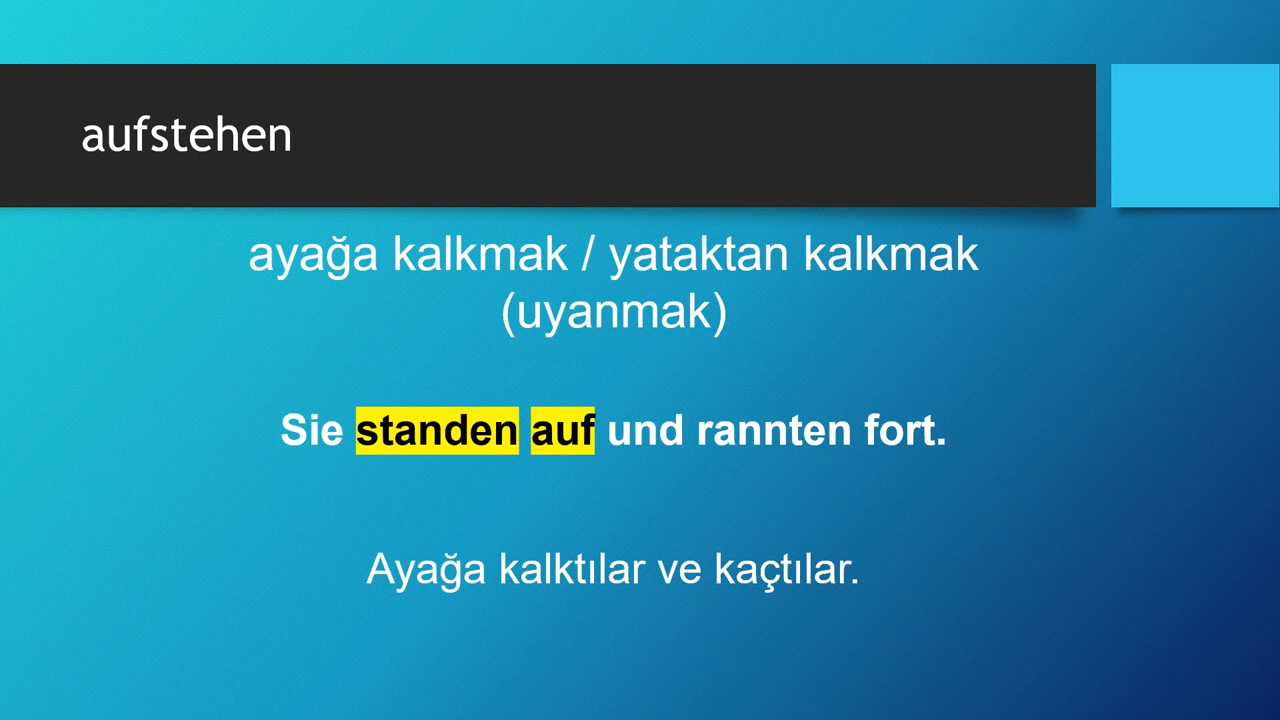 aufstehen
ayağa kalkmak / yataktan kalkmak
(uyanmak)
Sie standen auf und rannten fort.
Ayağa kalktılar ve kaçtılar.